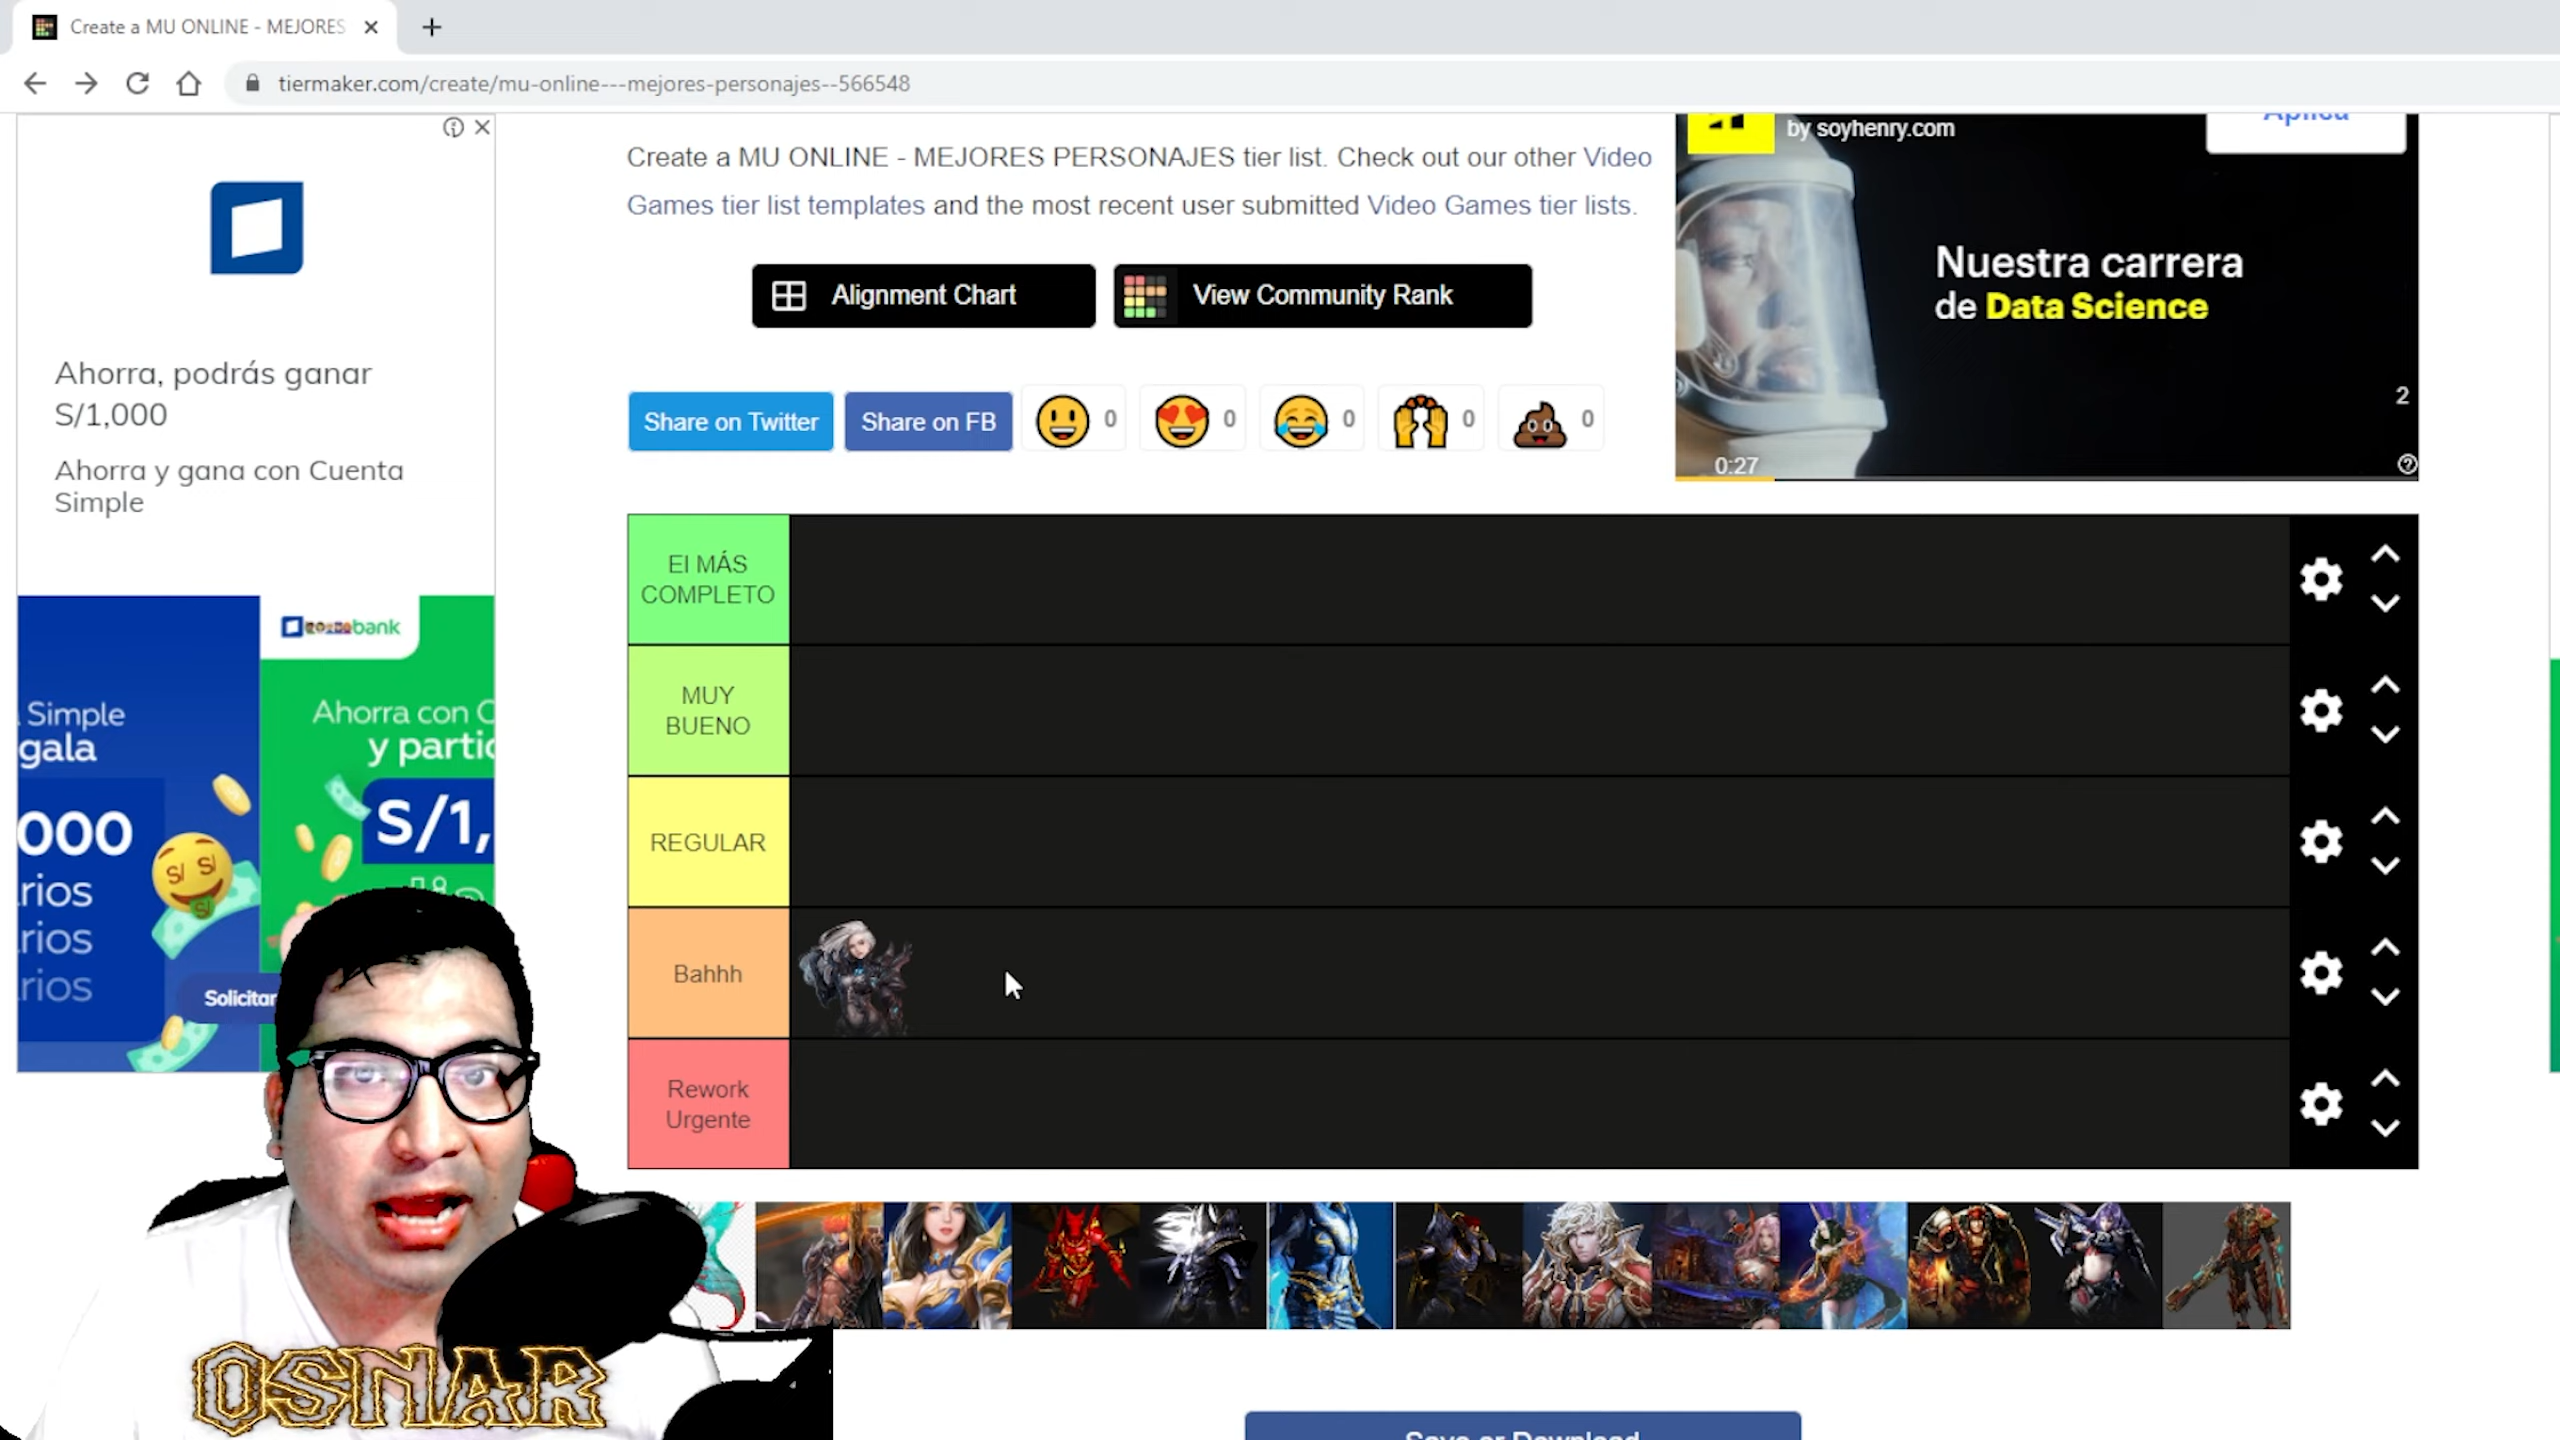 Create a MU ONLINE - MEJORES
tiermaker.com/create/mu-online---mejores-personajes--566548
Ahorra, podrás ganar
S/1,000
Ahorra y gana con Cuenta
Simple
Simple
gala
000
rios
rios
rios
Solicitar
bank
Ahorra con C
y partic
S/1,
Create a MU ONLINE - MEJORES PERSONAJES tier list. Check out our other Video
Games tier list templates and the most recent user submitted Video Games tier lists.
Alignment Chart
View Community Rank
Share on Twitter
Share on FB
0
0
0
0
0
by soyhenry.com
Aplica
Nuestra carrera
de Data Science
2
0:27
El MÁS
COMPLETO
MUY
BUENO
REGULAR
Bahhh
Rework
Urgente
OSNAR
Save or Download